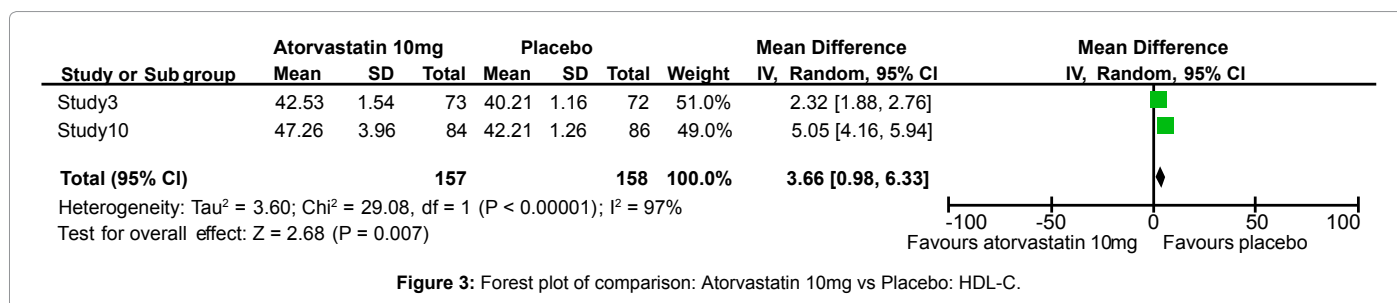 Atorvastatin 10mg Placebo Mean Difference Mean Difference
Study or Sub group Mean SD Total Mean SD Total Weight IV, Random, 95% CI IV, Random, 95% CI
Study3 42.53 1.54 73 40.21 1.16 72 51.0% 2.32 [1.88, 2.76]
Study10 47.26 3.96 84 42.21 1.26 86 49.0% 5.05 [4.16, 5.94]
Total (95% CI) 157 158 100.0% 3.66 [0.98, 6.33]
Heterogeneity: Tau² = 3.60; Chi² = 29.08, df = 1 (P < 0.00001); I² = 97%
Test for overall effect: Z = 2.68 (P = 0.007)
-100 -50 0 50 100
Favours atorvastatin 10mg Favours placebo
Figure 3: Forest plot of comparison: Atorvastatin 10mg vs Placebo: HDL-C.